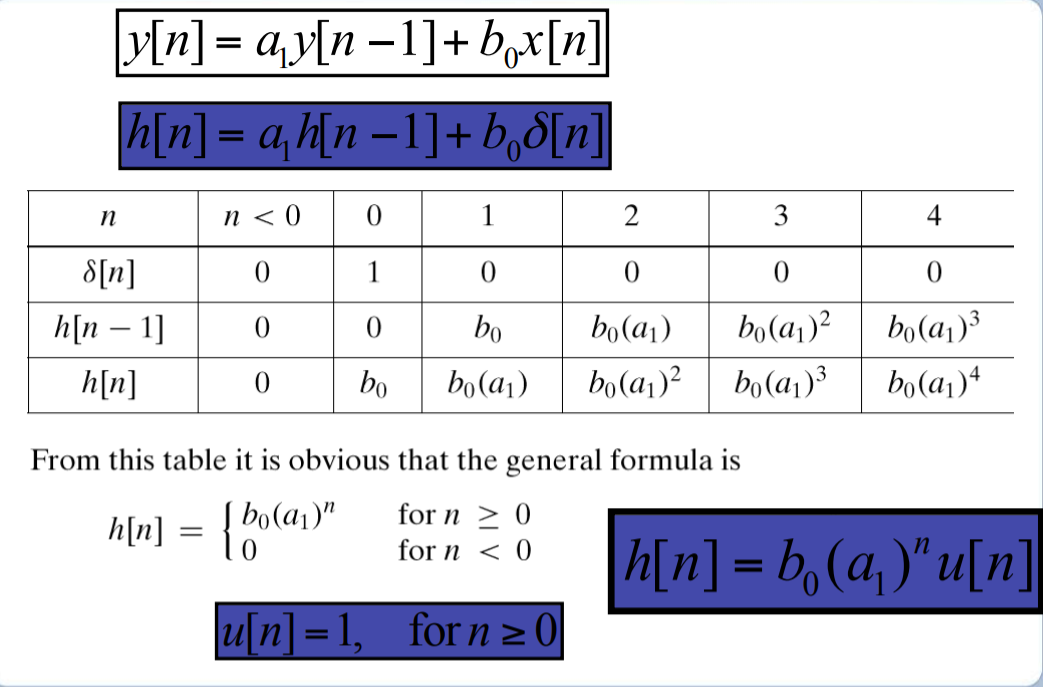 y[n] = a₁y[n − 1] + b₀x[n]
h[n] = a₁h[n − 1] + b₀δ[n]
n n < 0 0 1 2 3 4
δ[n] 0 1 0 0 0 0
h[n − 1] 0 0 b₀ b₀(a₁) b₀(a₁)² b₀(a₁)³
h[n] 0 b₀ b₀(a₁) b₀(a₁)² b₀(a₁)³ b₀(a₁)⁴
From this table it is obvious that the general formula is
h[n] = { b₀(a₁)ⁿ for n ≥ 0
0 for n < 0
h[n] = b₀(a₁)ⁿu[n]
u[n] = 1, for n ≥ 0